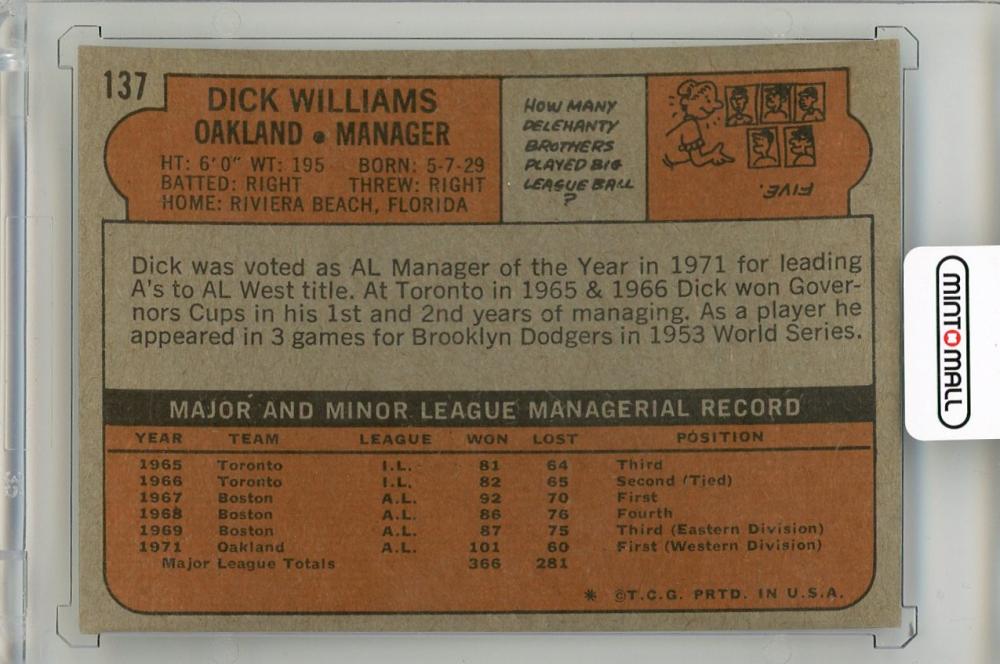 137
DICK WILLIAMS
OAKLAND • MANAGER
HT: 6'0" WT: 195 BORN: 5-7-29
BATTED: RIGHT THREW: RIGHT
HOME: RIVIERA BEACH, FLORIDA
HOW MANY
DELEHANTY
BROTHERS
PLAYED BIG
LEAGUE BALL
?
FIVE.
Dick was voted as AL Manager of the Year in 1971 for leading
A's to AL West title. At Toronto in 1965 & 1966 Dick won Gover-
nors Cups in his 1st and 2nd years of managing. As a player he
appeared in 3 games for Brooklyn Dodgers in 1953 World Series.
MAJOR AND MINOR LEAGUE MANAGERIAL RECORD
YEAR TEAM LEAGUE WON LOST POSITION
1965 Toronto I.L. 81 64 Third
1966 Toronto I.L. 82 65 Second (Tied)
1967 Boston A.L. 92 70 First
1968 Boston A.L. 86 76 Fourth
1969 Boston A.L. 87 75 Third (Eastern Division)
1971 Oakland A.L. 101 60 First (Western Division)
Major League Totals 366 281
* ©T.C.G. PRTD. IN U.S.A.
MINTOMALL
35